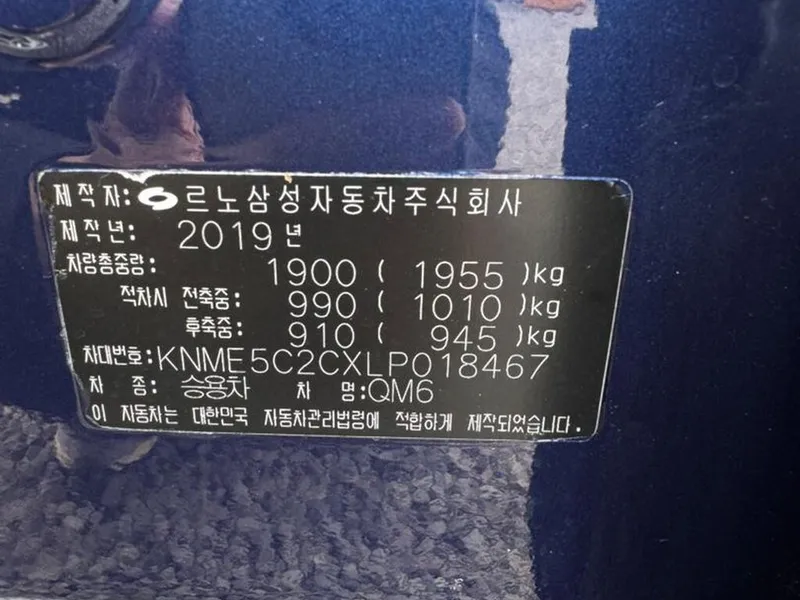 제작자: 르노삼성자동차주식회사
제작년: 2019년
차량총중량: 1900 ( 1955 )kg
적차시 전축중: 990 ( 1010 )kg
후축중: 910 ( 945 )kg
차대번호: KNME5C2CXLP018467
차 종: 승용차 차 명: QM6
이 자동차는 대한민국 자동차관리법령에 적합하게 제작되었습니다.